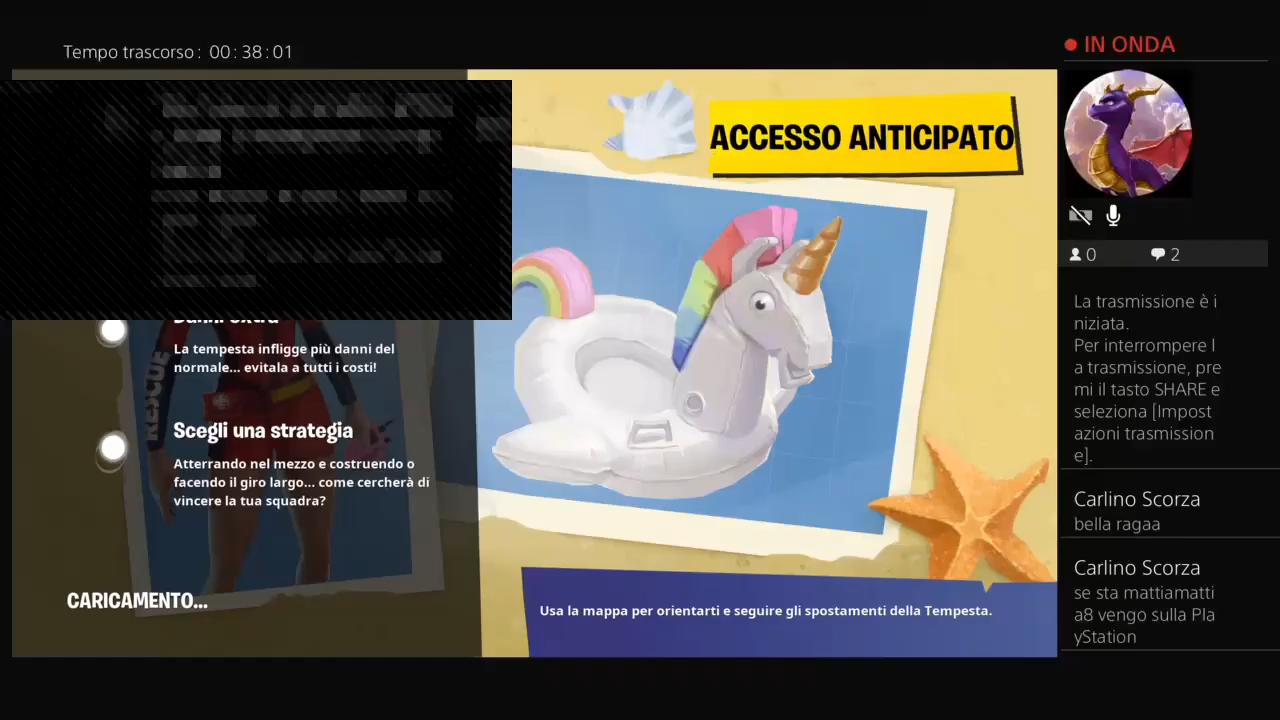 Tempo trascorso: 00:38:01
IN ONDA
ACCESSO ANTICIPATO
0
2
La tempesta infligge più danni del
normale... evitala a tutti i costi!
RESCUE
Scegli una strategia
Atterrando nel mezzo e costruendo o
facendo il giro largo... come cercherà di
vincere la tua squadra?
CARICAMENTO...
Usa la mappa per orientarti e seguire gli spostamenti della Tempesta.
La trasmissione è i
niziata.
Per interrompere l
a trasmissione, pre
mi il tasto SHARE e
seleziona [Impost
azioni trasmission
e].
Carlino Scorza
bella ragaa
Carlino Scorza
se sta mattiamatti
a8 vengo sulla Pla
yStation